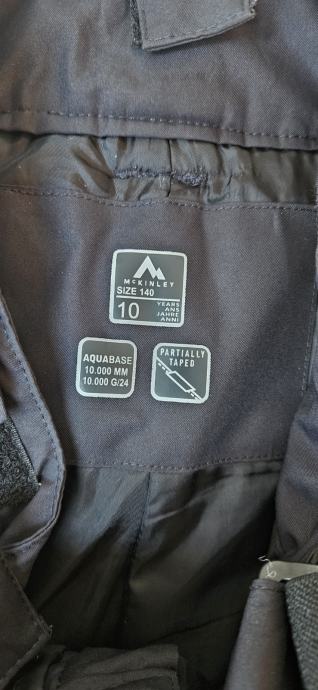 McKINLEY
SIZE 140
10
YEARS
ANS
JAHRE
ANNI
AQUABASE
10.000 MM
10.000 G/24
PARTIALLY
TAPED